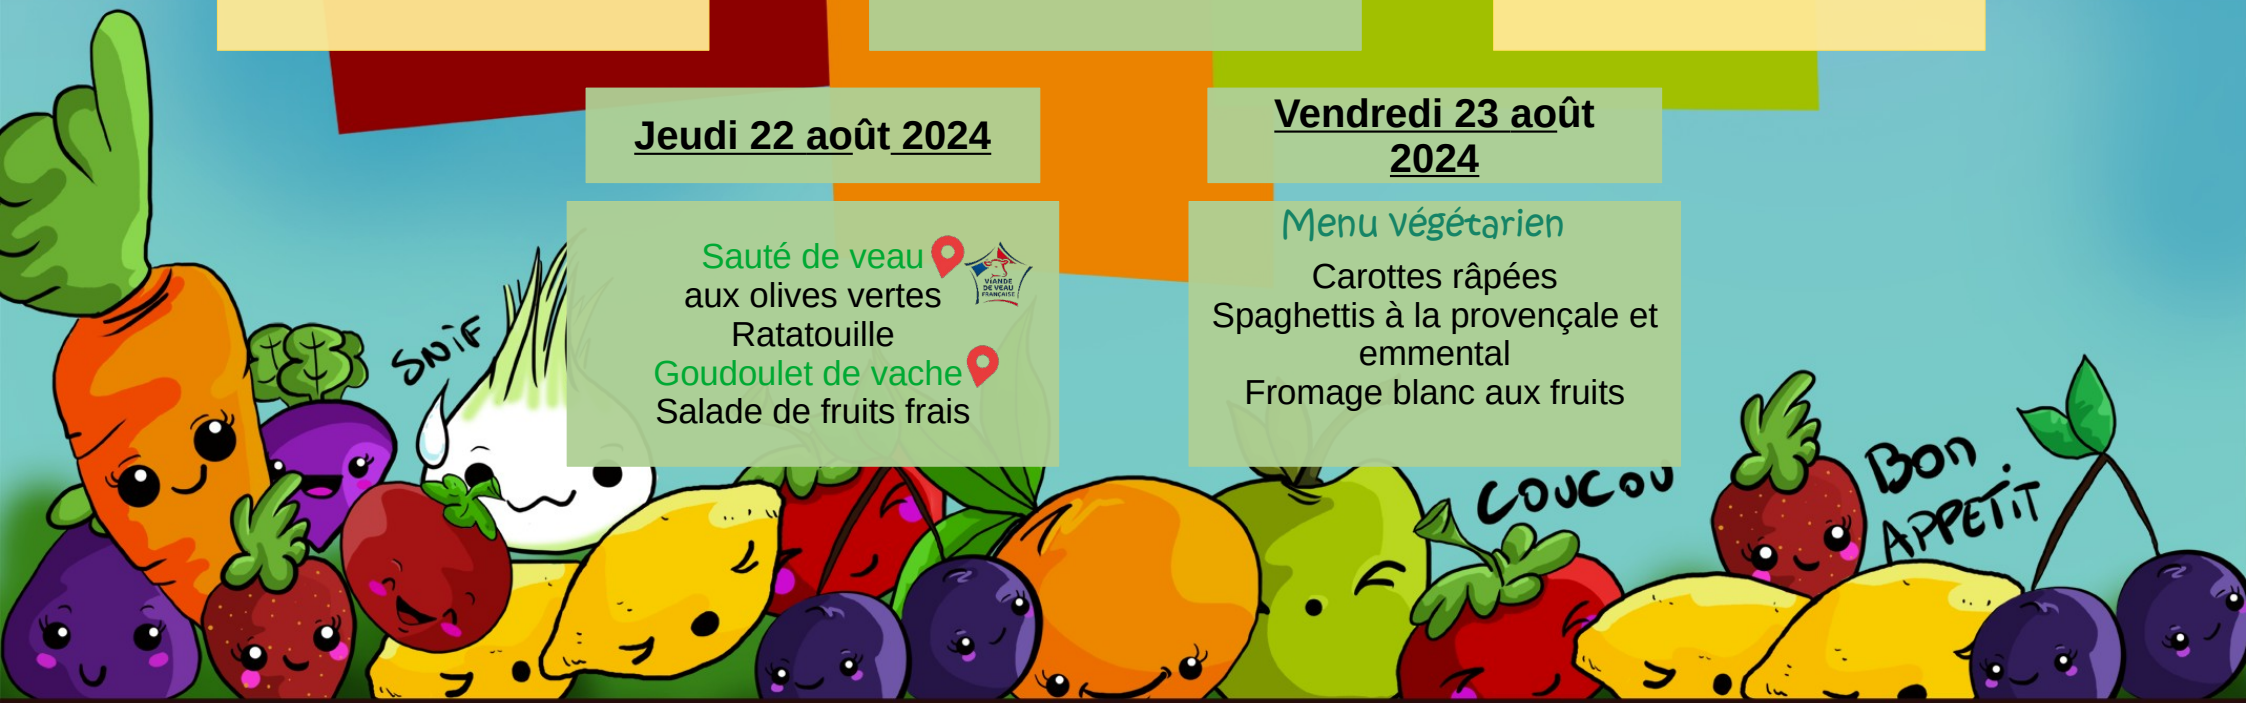 Jeudi 22 août 2024
Vendredi 23 août
2024
Sauté de veau
aux olives vertes
Ratatouille
Goudoulet de vache
Salade de fruits frais
VIANDE
DE VEAU
FRANÇAISE
Menu végétarien
Carottes râpées
Spaghettis à la provençale et
emmental
Fromage blanc aux fruits
SNIF
COUCOU
BON
APPETIT